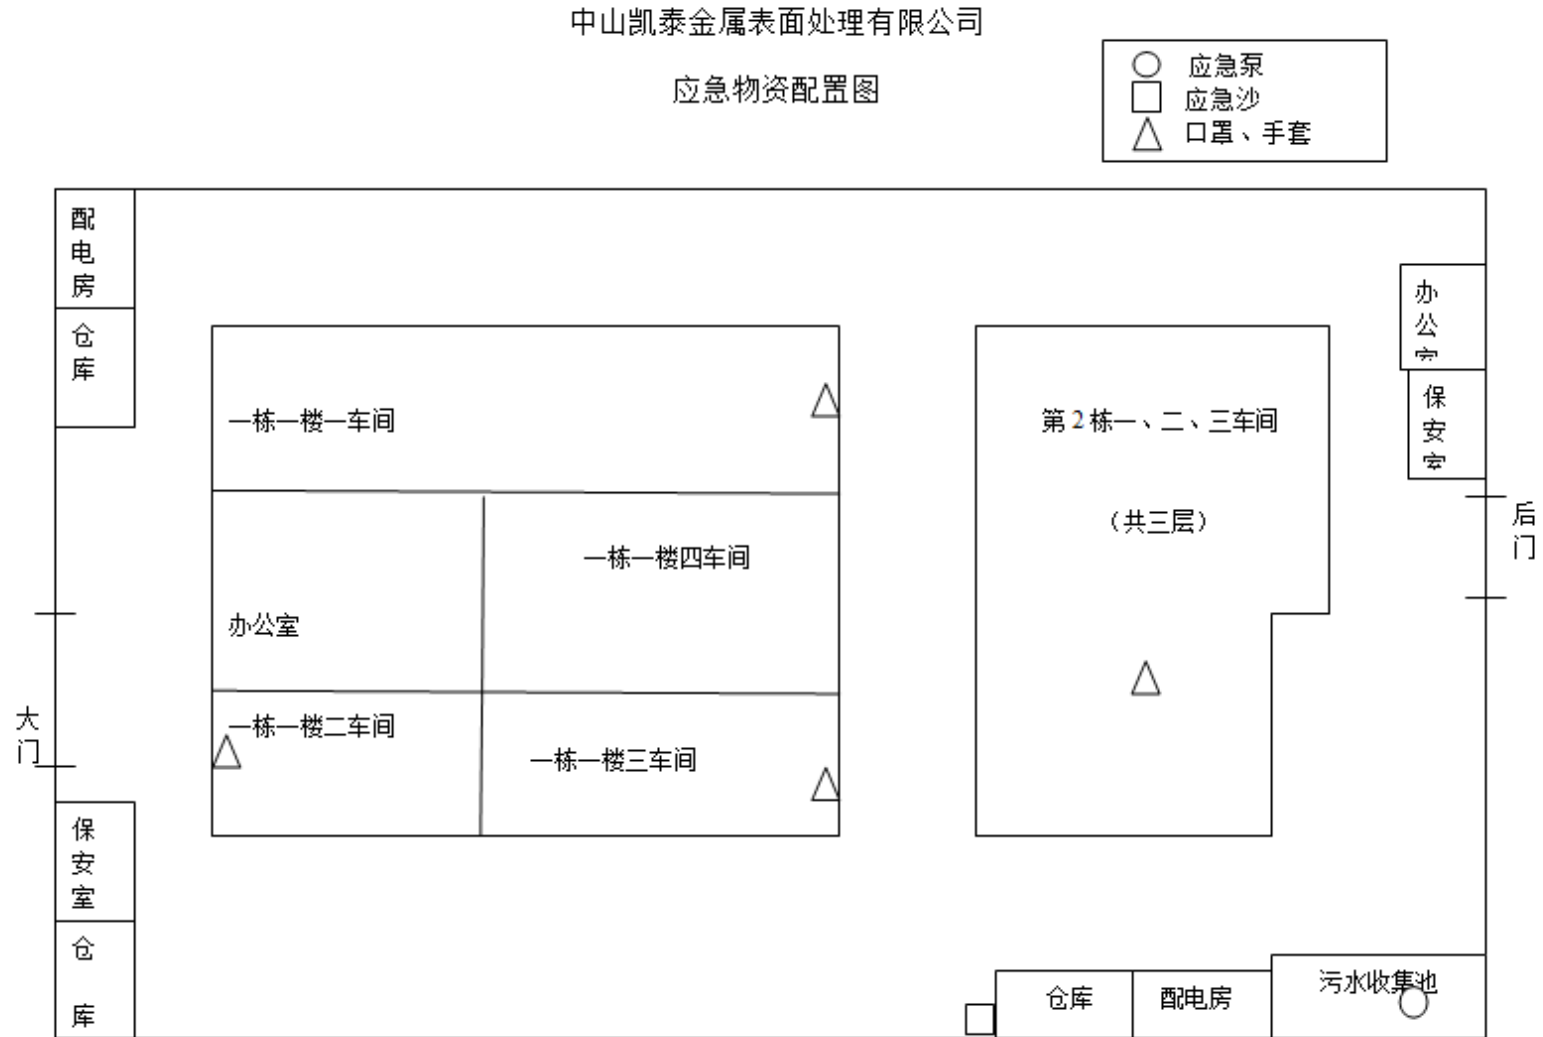 中山凯泰金属表面处理有限公司
应急物资配置图
应急泵
应急沙
口罩、手套
配
电
房
仓
库
办
公
室
保
安
室
一栋一楼一车间
第2栋一、二、三车间
（共三层）
后
门
一栋一楼四车间
办公室
大
门
一栋一楼二车间
一栋一楼三车间
保
安
室
仓
库
仓库
配电房
污水收集池